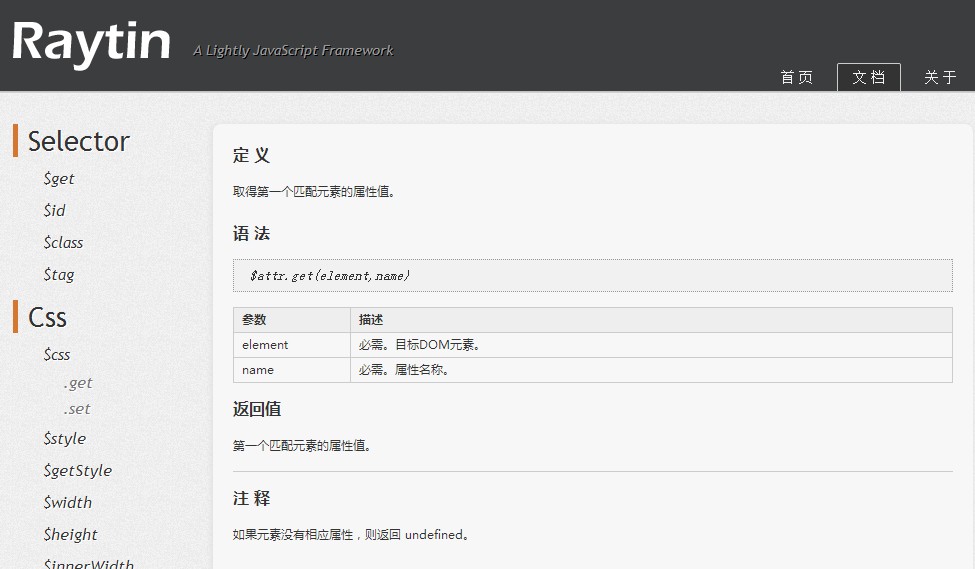 Raytin
A Lightly JavaScript Framework
首页
文档
关于
Selector
$get
$id
$class
$tag
Css
$css
.get
.set
$style
$getStyle
$width
$height
$innerWidth
定义
取得第一个匹配元素的属性值。
语法
$attr.get(element,name)
参数 描述
element 必需。目标DOM元素。
name 必需。属性名称。
返回值
第一个匹配元素的属性值。
注释
如果元素没有相应属性，则返回 undefined。